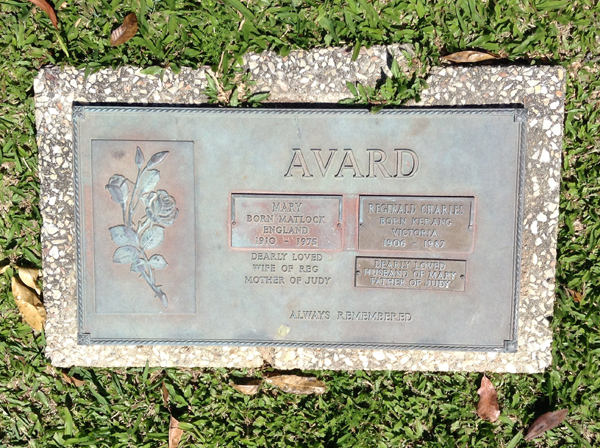 AVARD
MARY
BORN MATLOCK
ENGLAND
1910 - 1975
DEARLY LOVED
WIFE OF REG
MOTHER OF JUDY
REGINALD CHARLES
BORN KERANG
VICTORIA
1906 - 1987
DEARLY LOVED
HUSBAND OF MARY
FATHER OF JUDY
ALWAYS REMEMBERED